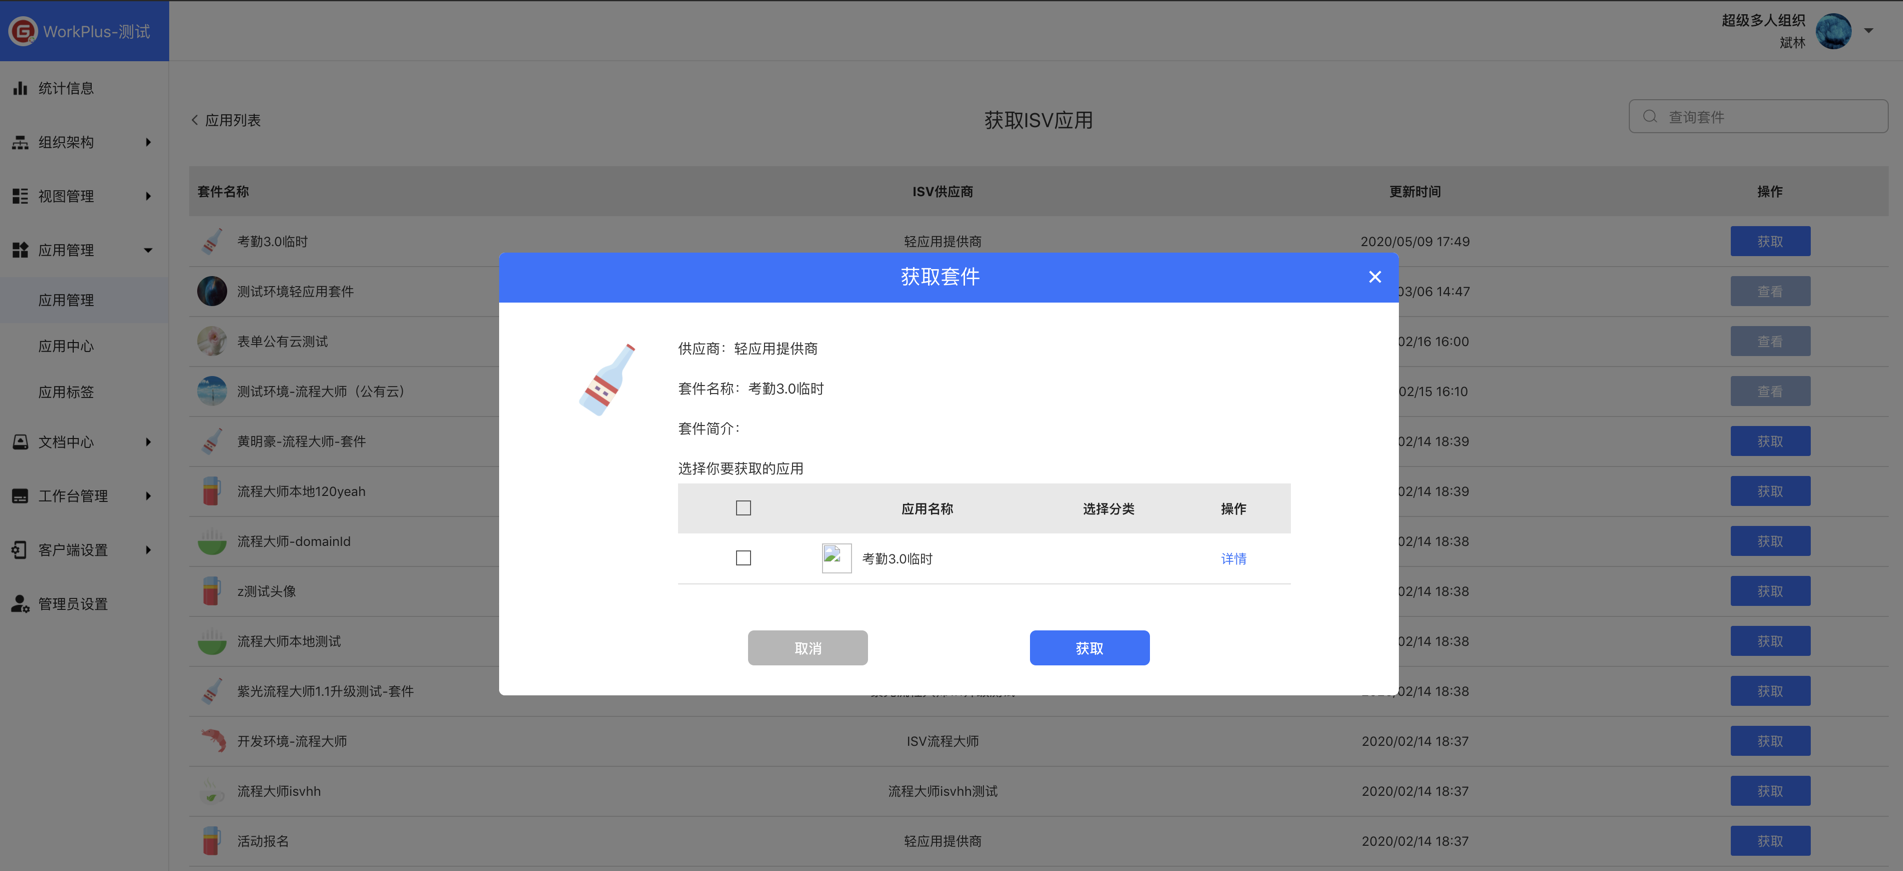 WorkPlus-测试
超级多人组织
斌林
统计信息
组织架构
视图管理
应用管理
应用管理
应用中心
应用标签
文档中心
工作台管理
客户端设置
管理员设置
应用列表
获取ISV应用
查询套件
套件名称 ISV供应商 更新时间 操作
考勤3.0临时 轻应用提供商 2020/05/09 17:49 获取
测试环境轻应用套件 03/06 14:47 查看
表单公有云测试 02/16 16:00 查看
测试环境-流程大师（公有云） 02/15 16:10 查看
黄明豪-流程大师-套件 02/14 18:39 获取
流程大师本地120yeah 02/14 18:39 获取
流程大师-domainId 02/14 18:38 获取
z测试头像 02/14 18:38 获取
流程大师本地测试 02/14 18:38 获取
紫光流程大师1.1升级测试-套件 02/14 18:38 获取
开发环境-流程大师 ISV流程大师 2020/02/14 18:37 获取
流程大师isvhh 流程大师isvhh测试 2020/02/14 18:37 获取
活动报名 轻应用提供商 2020/02/14 18:37 获取
获取套件
供应商：轻应用提供商
套件名称：考勤3.0临时
套件简介：
选择你要获取的应用
应用名称 选择分类 操作
考勤3.0临时 详情
取消 获取